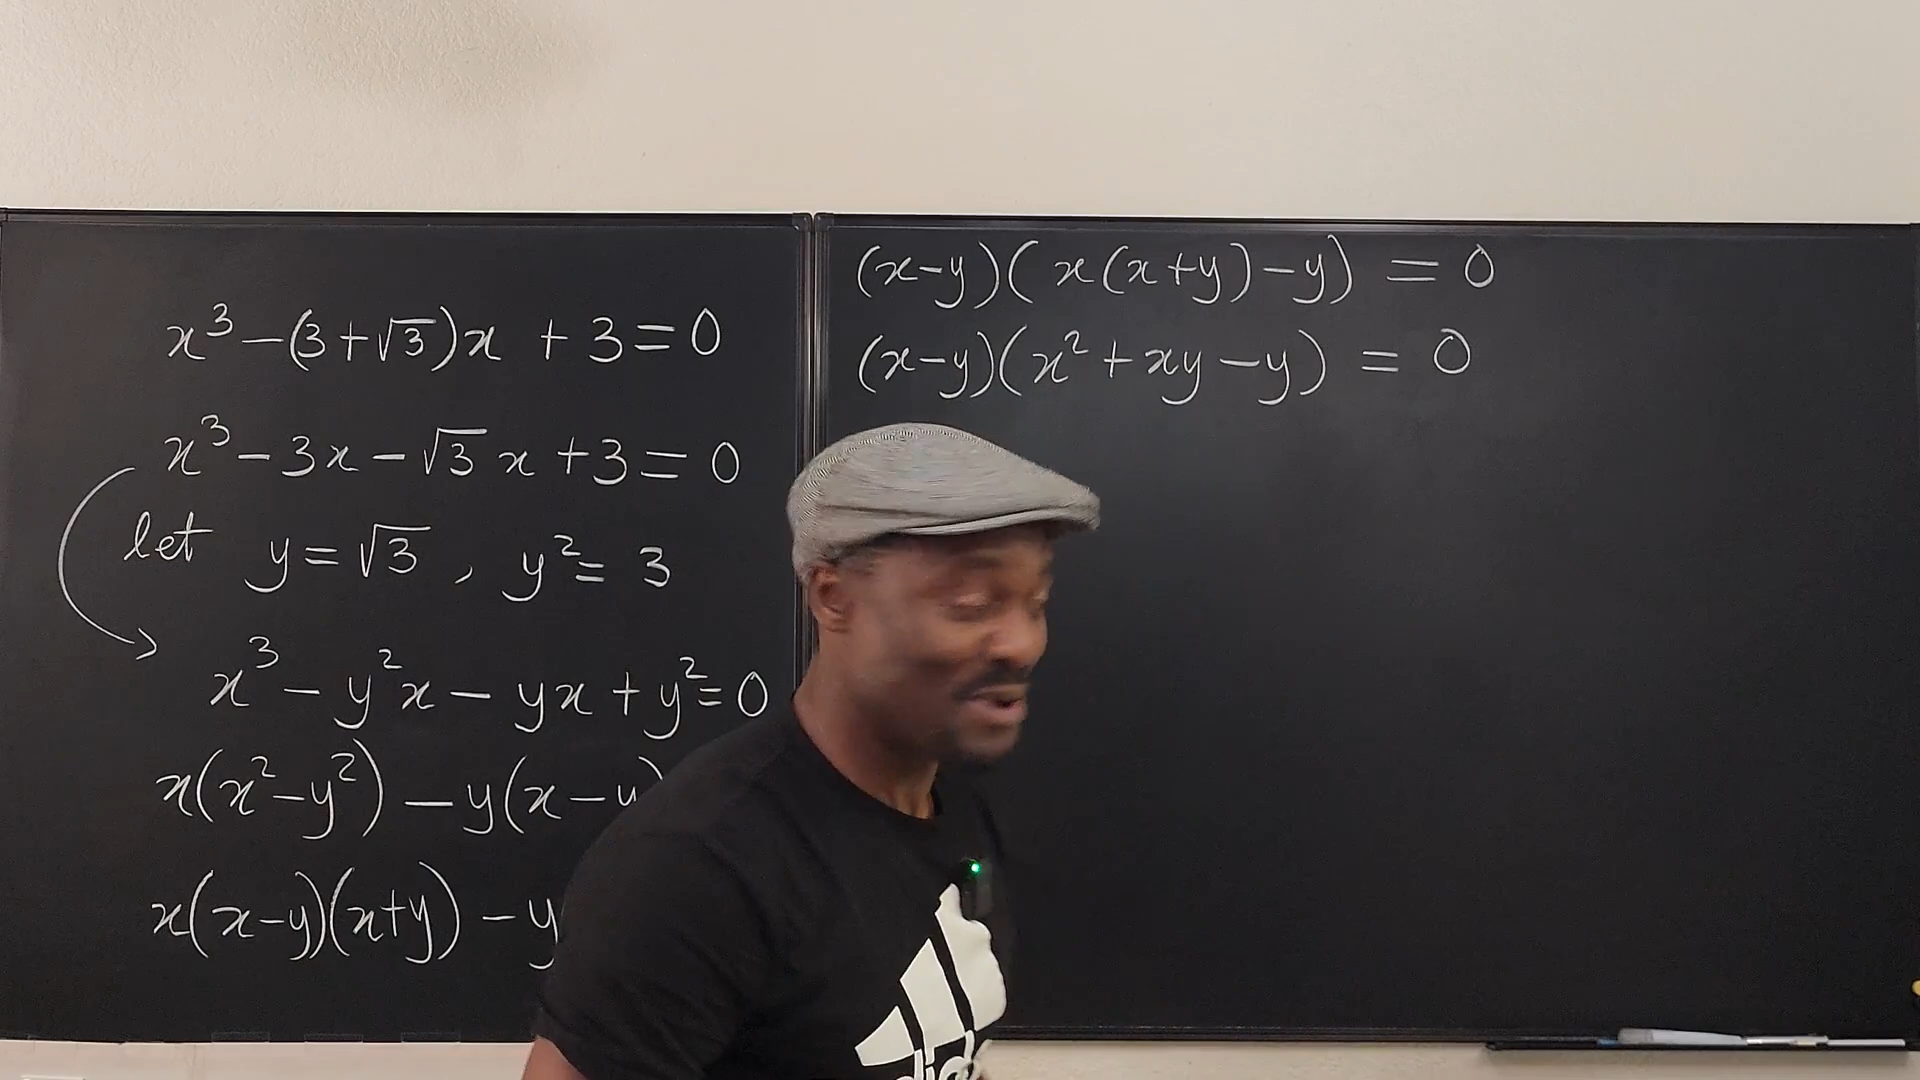 x³ − (3+√3)x + 3 = 0
x³ − 3x − √3 x + 3 = 0
let y = √3 , y² = 3
x³ − y²x − yx + y² = 0
x(x² − y²) − y(x − y)
x(x−y)(x+y) − y
(x−y)( x(x+y) − y) = 0
(x−y)(x² + xy − y) = 0